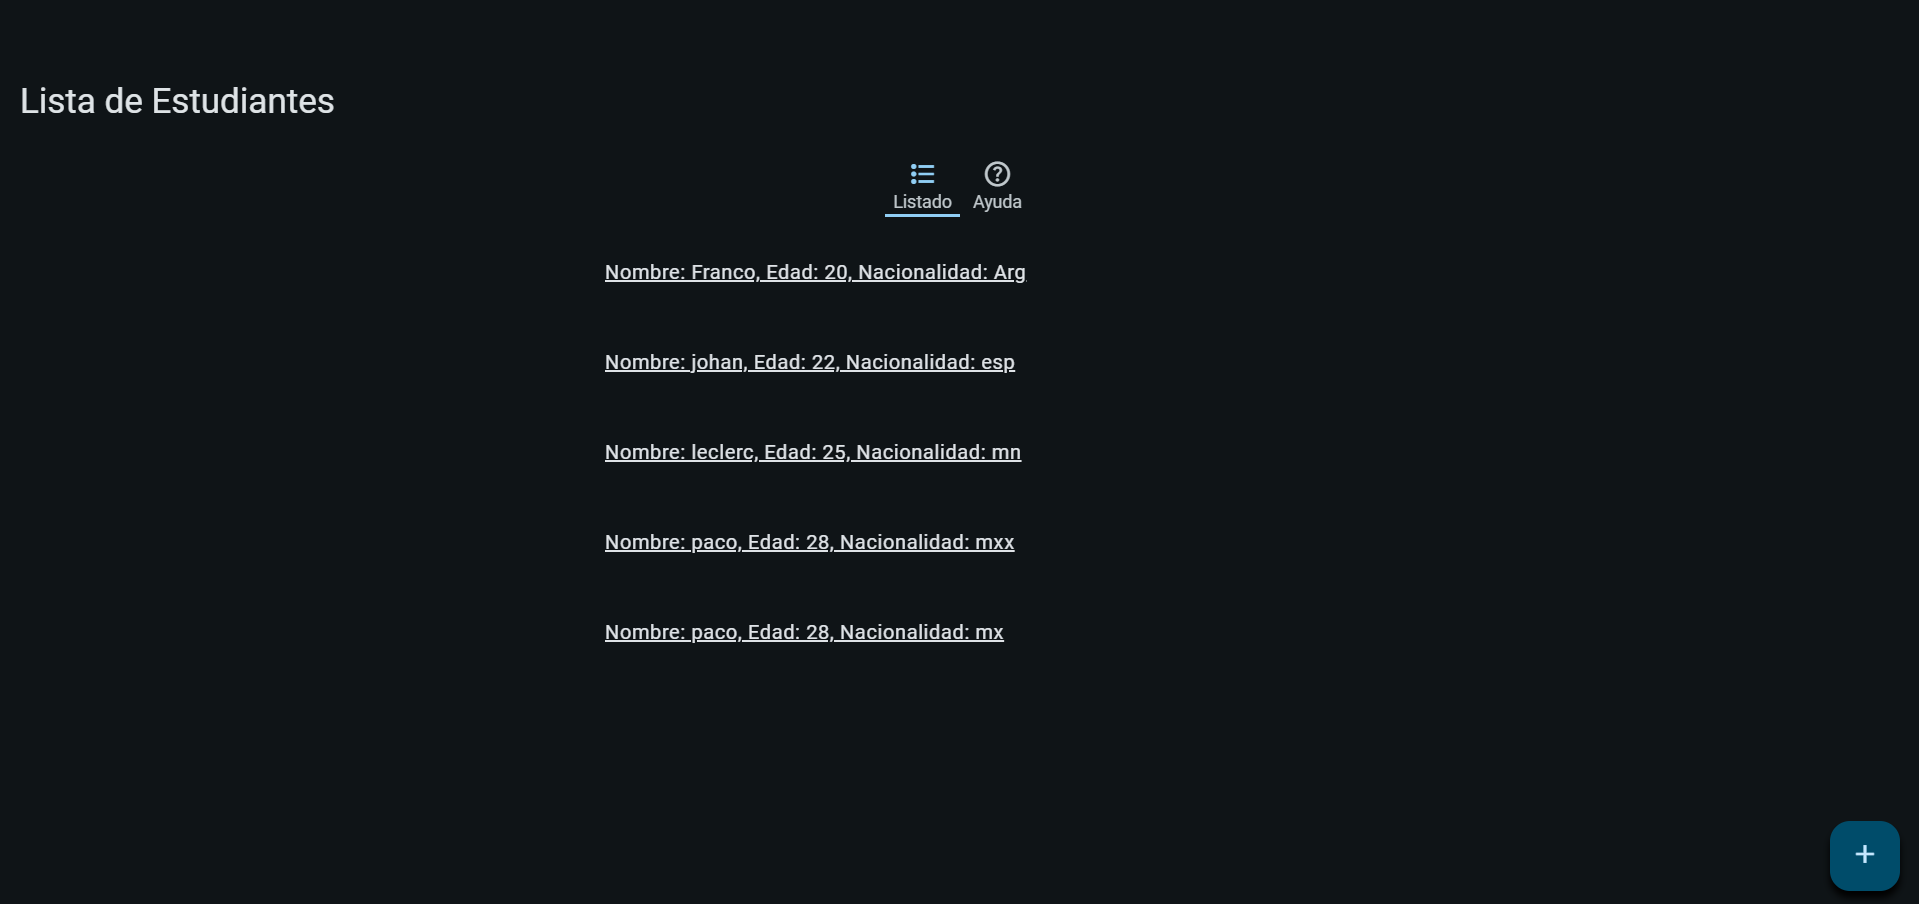 Lista de Estudiantes
Listado
Ayuda
Nombre: Franco, Edad: 20, Nacionalidad: Arg
Nombre: johan, Edad: 22, Nacionalidad: esp
Nombre: leclerc, Edad: 25, Nacionalidad: mn
Nombre: paco, Edad: 28, Nacionalidad: mxx
Nombre: paco, Edad: 28, Nacionalidad: mx